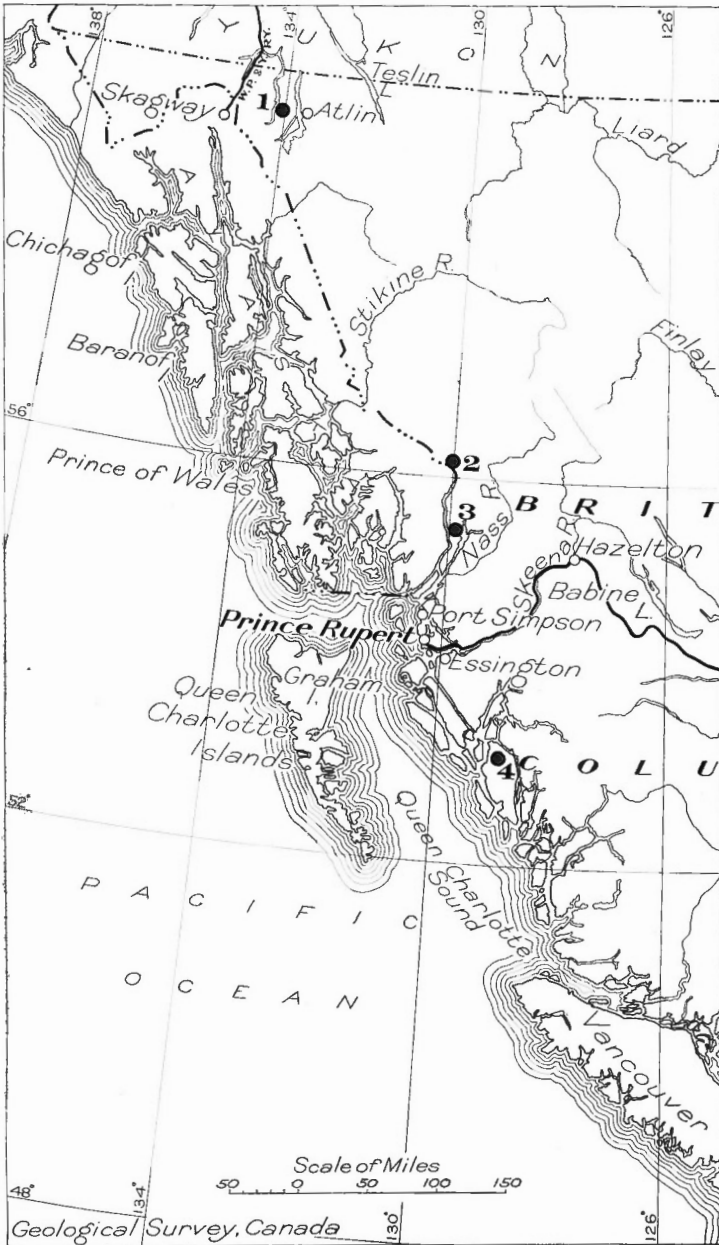 138
134
130
126
Y U K O N
Teslin
L.
W.P.&Y.RY.
Skagway
1
Atlin
Liard
A L A S
Chichagof
I
Stikine R.
Baranof
Finlay
56°
Prince of Wales
2
3
Nass R.
B R I T
Skeena R.
Hazelton
Babine
L.
Port Simpson
Prince Rupert
Essington
Graham
I.
Queen
Charlotte
Islands
4
C O L U
52°
Queen Charlotte
Sound
P A C I F I C
O C E A N
Vancouver
Scale of Miles
50 0 50 100 150
48°
134°
130°
126°
Geological Survey, Canada